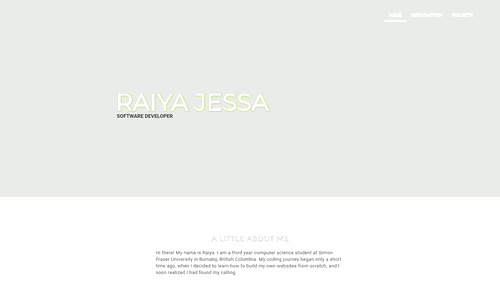 HOME INFORMATION PROJECTS
RAIYA JESSA
SOFTWARE DEVELOPER
A LITTLE ABOUT ME
Hi there! My name is Raiya. I am a third year computer science student at Simon
Fraser University in Burnaby, British Columbia. My coding journey began only a short
time ago, when I decided to learn how to build my own websites from scratch, and I
soon realized I had found my calling.